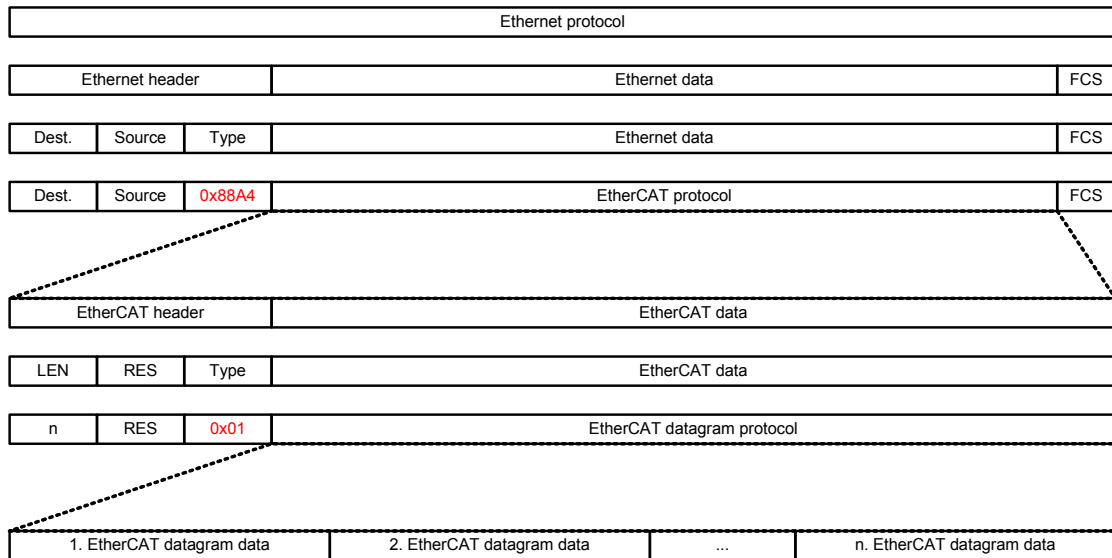 Ethernet protocol
Ethernet header Ethernet data FCS
Dest. Source Type Ethernet data FCS
Dest. Source 0x88A4 EtherCAT protocol FCS
EtherCAT header EtherCAT data
LEN RES Type EtherCAT data
n RES 0x01 EtherCAT datagram protocol
1. EtherCAT datagram data 2. EtherCAT datagram data ... n. EtherCAT datagram data